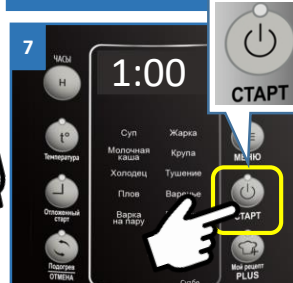 7
ЧАСЫ
H
1:00
СТАРТ
t°
Температура
Суп Жарка
Молочная каша Крупа
МЕНЮ
Холодец Тушение
Отложенный старт
Плов Варенье
СТАРТ
Варка на пару
Подогрев
ОТМЕНА
Мой рецепт
PLUS